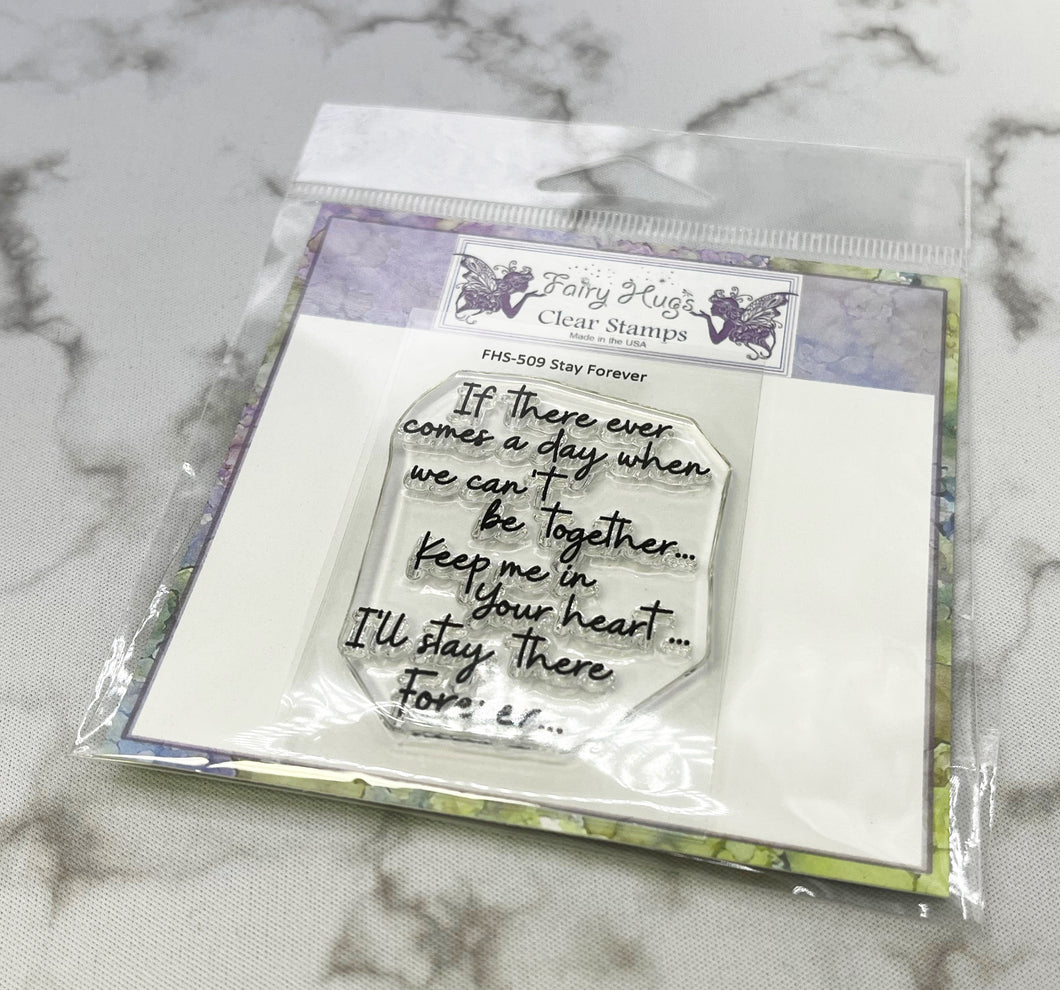 Fairy Hugs
Clear Stamps
Made in the USA
FHS-509 Stay Forever
If there ever
comes a day when
we can't
be together...
Keep me in
your heart...
I'll stay there
Forever...